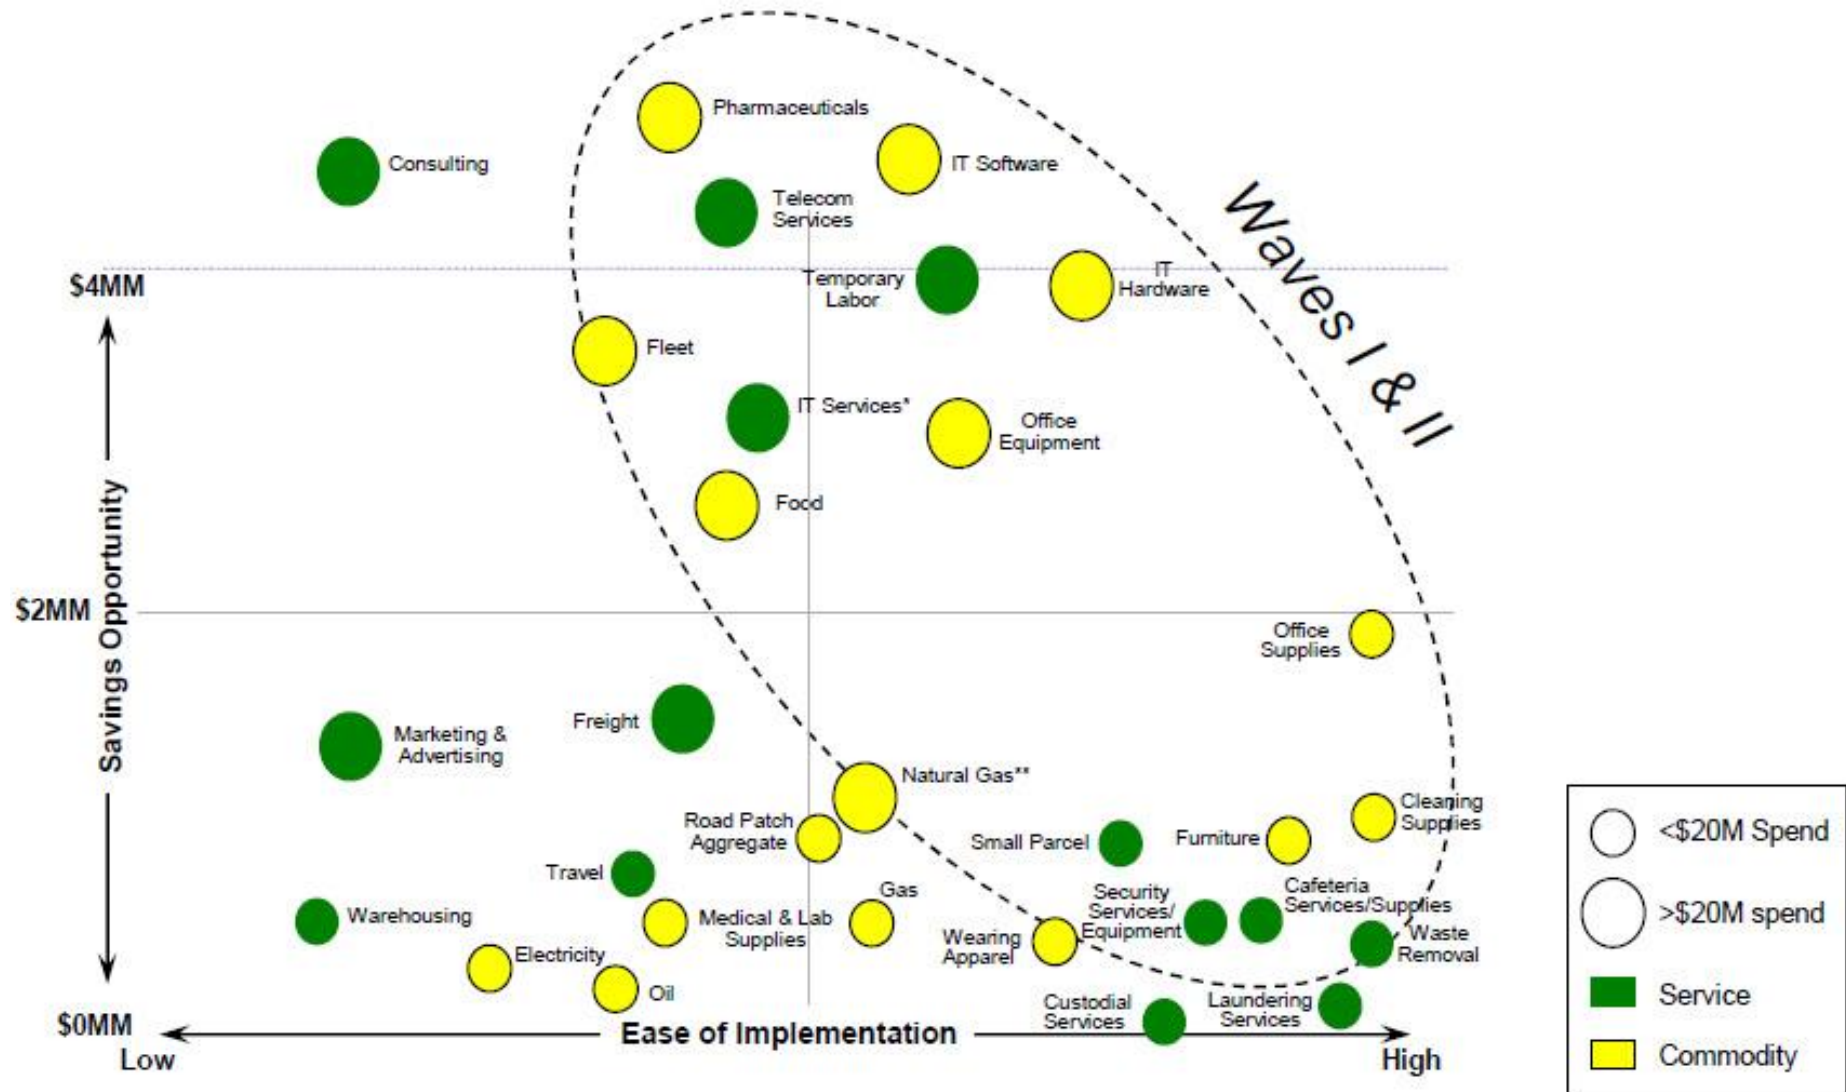 Pharmaceuticals
Consulting
IT Software
Telecom
Services
Waves I & II
$4MM
Temporary
Labor
IT
Hardware
Fleet
IT Services*
Office
Equipment
Food
Savings Opportunity
$2MM
Office
Supplies
Freight
Marketing &
Advertising
Natural Gas**
Road Patch
Aggregate
Small Parcel
Furniture
Cleaning
Supplies
Travel
Warehousing
Medical & Lab
Supplies
Gas
Security
Services/
Equipment
Cafeteria
Services/Supplies
Wearing
Apparel
Waste
Removal
Electricity
Oil
Custodial
Services
Laundering
Services
$0MM
Low
Ease of Implementation
High
<$20M Spend
>$20M spend
Service
Commodity